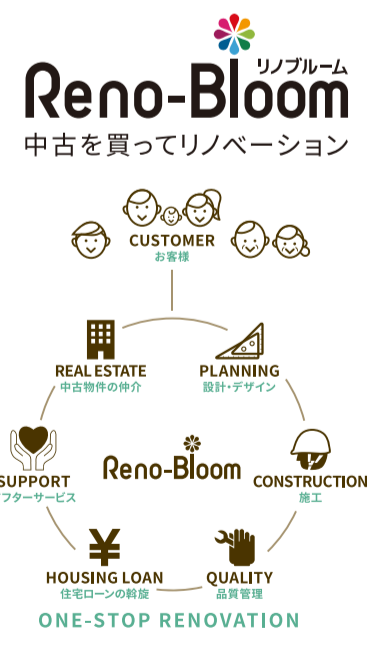 リノブルーム
Reno-Bloom
中古を買ってリノベーション
CUSTOMER
お客様
REAL ESTATE
中古物件の仲介
PLANNING
設計・デザイン
SUPPORT
フターサービス
Reno-Bloom
CONSTRUCTION
施工
¥
HOUSING LOAN
住宅ローンの斡旋
QUALITY
品質管理
ONE-STOP RENOVATION